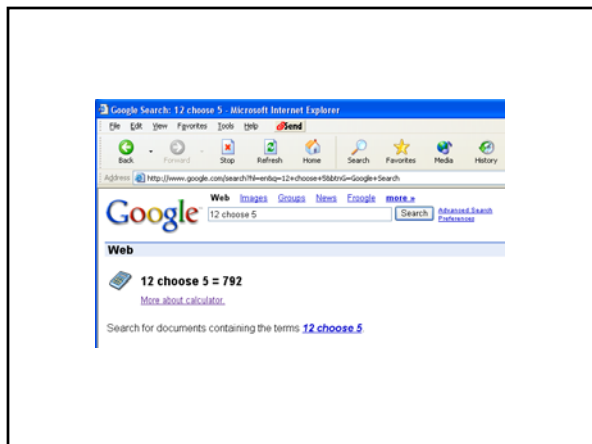 Google Search: 12 choose 5 - Microsoft Internet Explorer
File Edit View Favorites Tools Help Send
Back Forward Stop Refresh Home Search Favorites Media History
Address http://www.google.com/search?hl=en&q=12+choose+5&btnG=Google+Search
Web Images Groups News Froogle more »
Google 12 choose 5 Search Advanced Search
Preferences
Web
12 choose 5 = 792
More about calculator.
Search for documents containing the terms 12 choose 5.